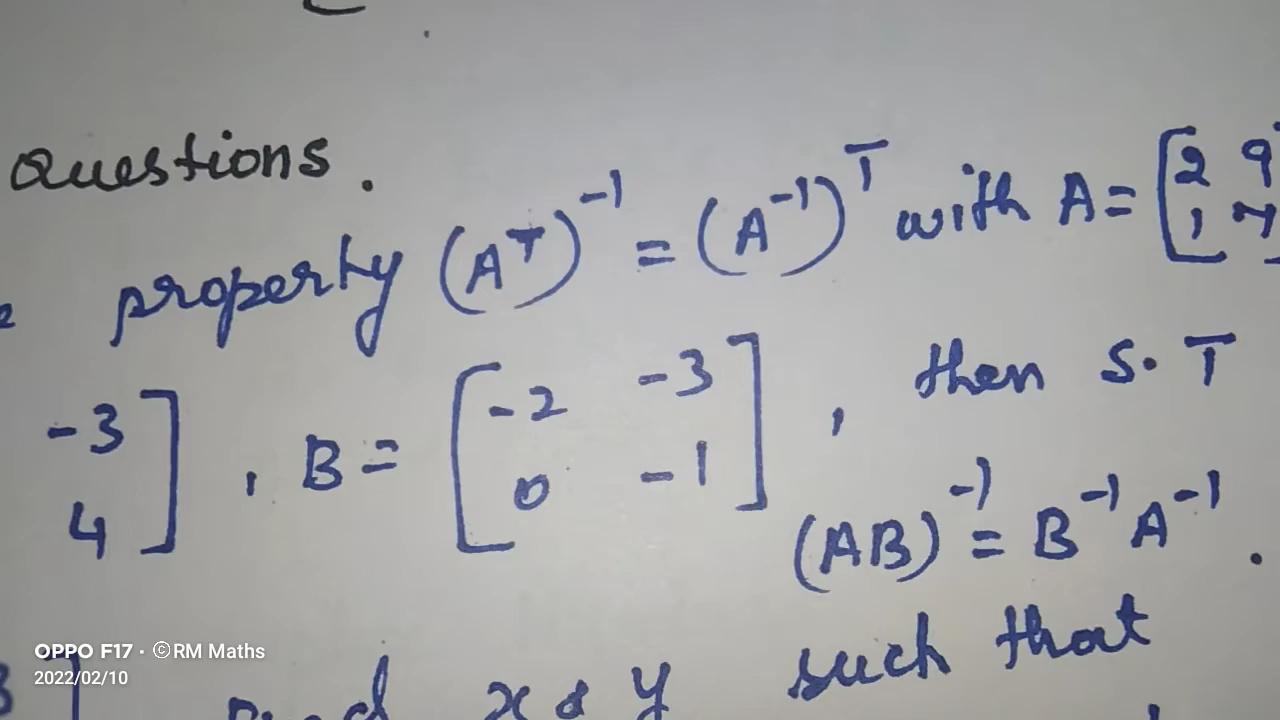 Questions.
property (Aᵀ)⁻¹ = (A⁻¹)ᵀ with A = [2 9
1 7]
-3
4 ] , B = [ -2 -3
0 -1 ] , then S.T
(AB)⁻¹ = B⁻¹ A⁻¹ .
x & y such that
OPPO F17 · ©RM Maths
2022/02/10